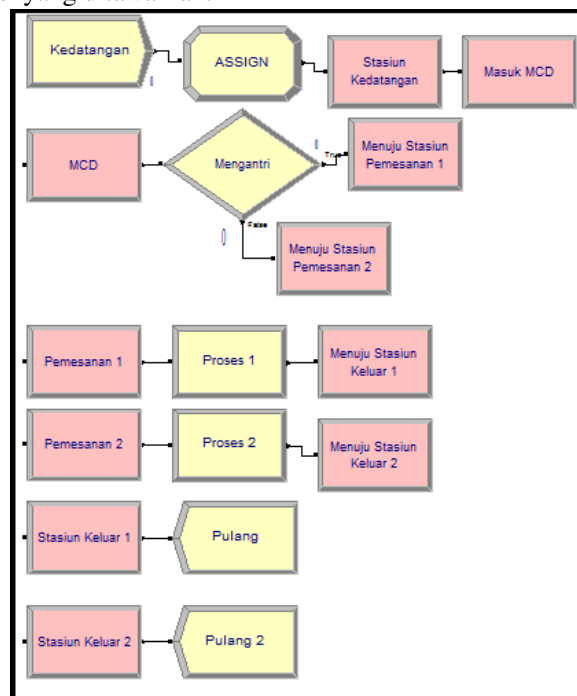 yang ditawarkan
Kedatangan
ASSIGN
Stasiun
Kedatangan
Masuk MCD
MCD
Mengantri
True
Menuju Stasiun
Pemesanan 1
False
Menuju Stasiun
Pemesanan 2
Pemesanan 1
Proses 1
Menuju Stasiun
Keluar 1
Pemesanan 2
Proses 2
Menuju Stasiun
Keluar 2
Stasiun Keluar 1
Pulang
Stasiun Keluar 2
Pulang 2